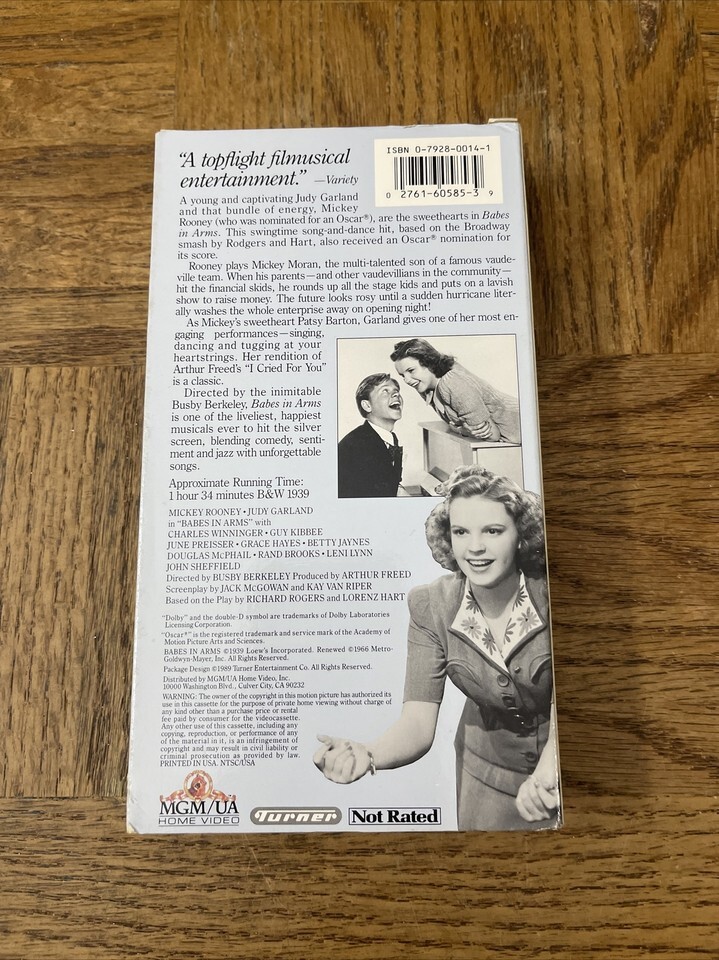 "A topflight filmusical
entertainment." —Variety
ISBN 0-7928-0014-1
0 2761-60585-3 9
A young and captivating Judy Garland
and that bundle of energy, Mickey
Rooney (who was nominated for an Oscar®), are the sweethearts in Babes
in Arms. This swingtime song-and-dance hit, based on the Broadway
smash by Rodgers and Hart, also received an Oscar® nomination for
its score.
Rooney plays Mickey Moran, the multi-talented son of a famous vaude-
ville team. When his parents—and other vaudevillians in the community—
hit the financial skids, he rounds up all the stage kids and puts on a lavish
show to raise money. The future looks rosy until a sudden hurricane liter-
ally washes the whole enterprise away on opening night!
As Mickey's sweetheart Patsy Barton, Garland gives one of her most en-
gaging performances—singing,
dancing and tugging at your
heartstrings. Her rendition of
Arthur Freed's "I Cried For You"
is a classic.
Directed by the inimitable
Busby Berkeley, Babes in Arms
is one of the liveliest, happiest
musicals ever to hit the silver
screen, blending comedy, senti-
ment and jazz with unforgettable
songs.
Approximate Running Time:
1 hour 34 minutes B&W 1939
MICKEY ROONEY • JUDY GARLAND
in "BABES IN ARMS" with
CHARLES WINNINGER • GUY KIBBEE
JUNE PREISSER • GRACE HAYES • BETTY JAYNES
DOUGLAS McPHAIL • RAND BROOKS • LENI LYNN
JOHN SHEFFIELD
Directed by BUSBY BERKELEY Produced by ARTHUR FREED
Screenplay by JACK McGOWAN and KAY VAN RIPER
Based on the Play by RICHARD ROGERS and LORENZ HART
"Dolby" and the double-D symbol are trademarks of Dolby Laboratories
Licensing Corporation.
"Oscar®" is the registered trademark and service mark of the Academy of
Motion Picture Arts and Sciences.
BABES IN ARMS ©1939 Loew's Incorporated. Renewed ©1966 Metro-
Goldwyn-Mayer, Inc. All Rights Reserved.
Package Design ©1989 Turner Entertainment Co. All Rights Reserved.
Distributed by MGM/UA Home Video, Inc.
10000 Washington Blvd., Culver City, CA 90232
WARNING: The owner of the copyright in this motion picture has authorized its
use in this cassette for the purpose of private home viewing without charge of
any kind other than a purchase price or rental
fee paid by consumer for the videocassette.
Any other use of this cassette, including any
copying, reproduction, or performance of any
of the material in it, is an infringement of
copyright and may result in civil liability or
criminal prosecution as provided by law.
PRINTED IN USA. NTSC/USA
MGM/UA
HOME VIDEO
Turner
Not Rated